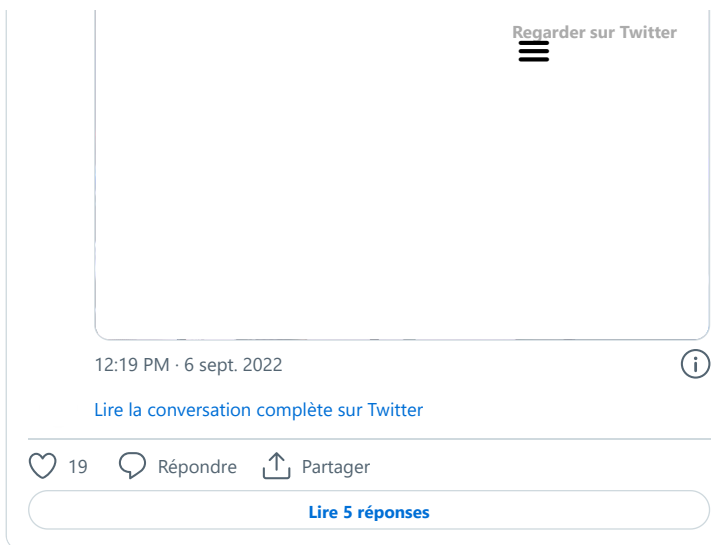 Regarder sur Twitter
12:19 PM · 6 sept. 2022
Lire la conversation complète sur Twitter
19 Répondre Partager
Lire 5 réponses